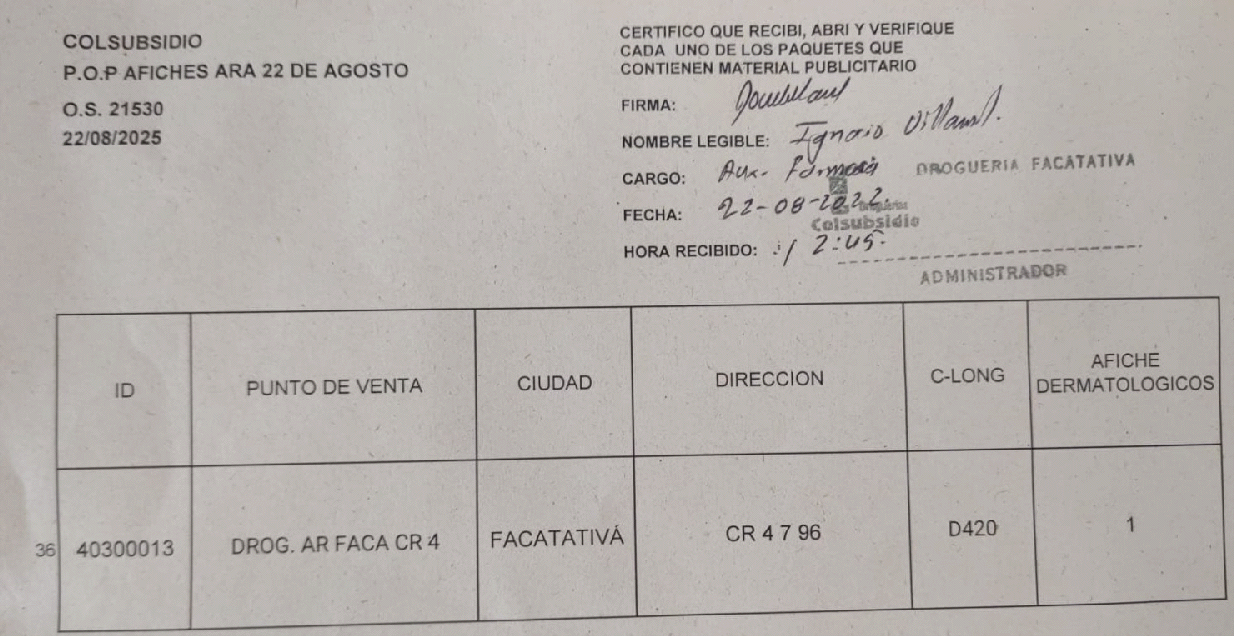 COLSUBSIDIO
P.O.P AFICHES ARA 22 DE AGOSTO
O.S. 21530
22/08/2025
CERTIFICO QUE RECIBI, ABRI Y VERIFIQUE
CADA UNO DE LOS PAQUETES QUE
CONTIENEN MATERIAL PUBLICITARIO
FIRMA:
NOMBRE LEGIBLE: Ignacio Villamil.
CARGO: Aux. Farmacia
DROGUERIA FACATATIVA
FECHA: 22-08-2022
Droguerías
Colsubsidio
HORA RECIBIDO: 12:45.
ADMINISTRADOR
ID PUNTO DE VENTA CIUDAD DIRECCION C-LONG AFICHE
DERMATOLOGICOS
36 40300013 DROG. AR FACA CR 4 FACATATIVÁ CR 4 7 96 D420 1